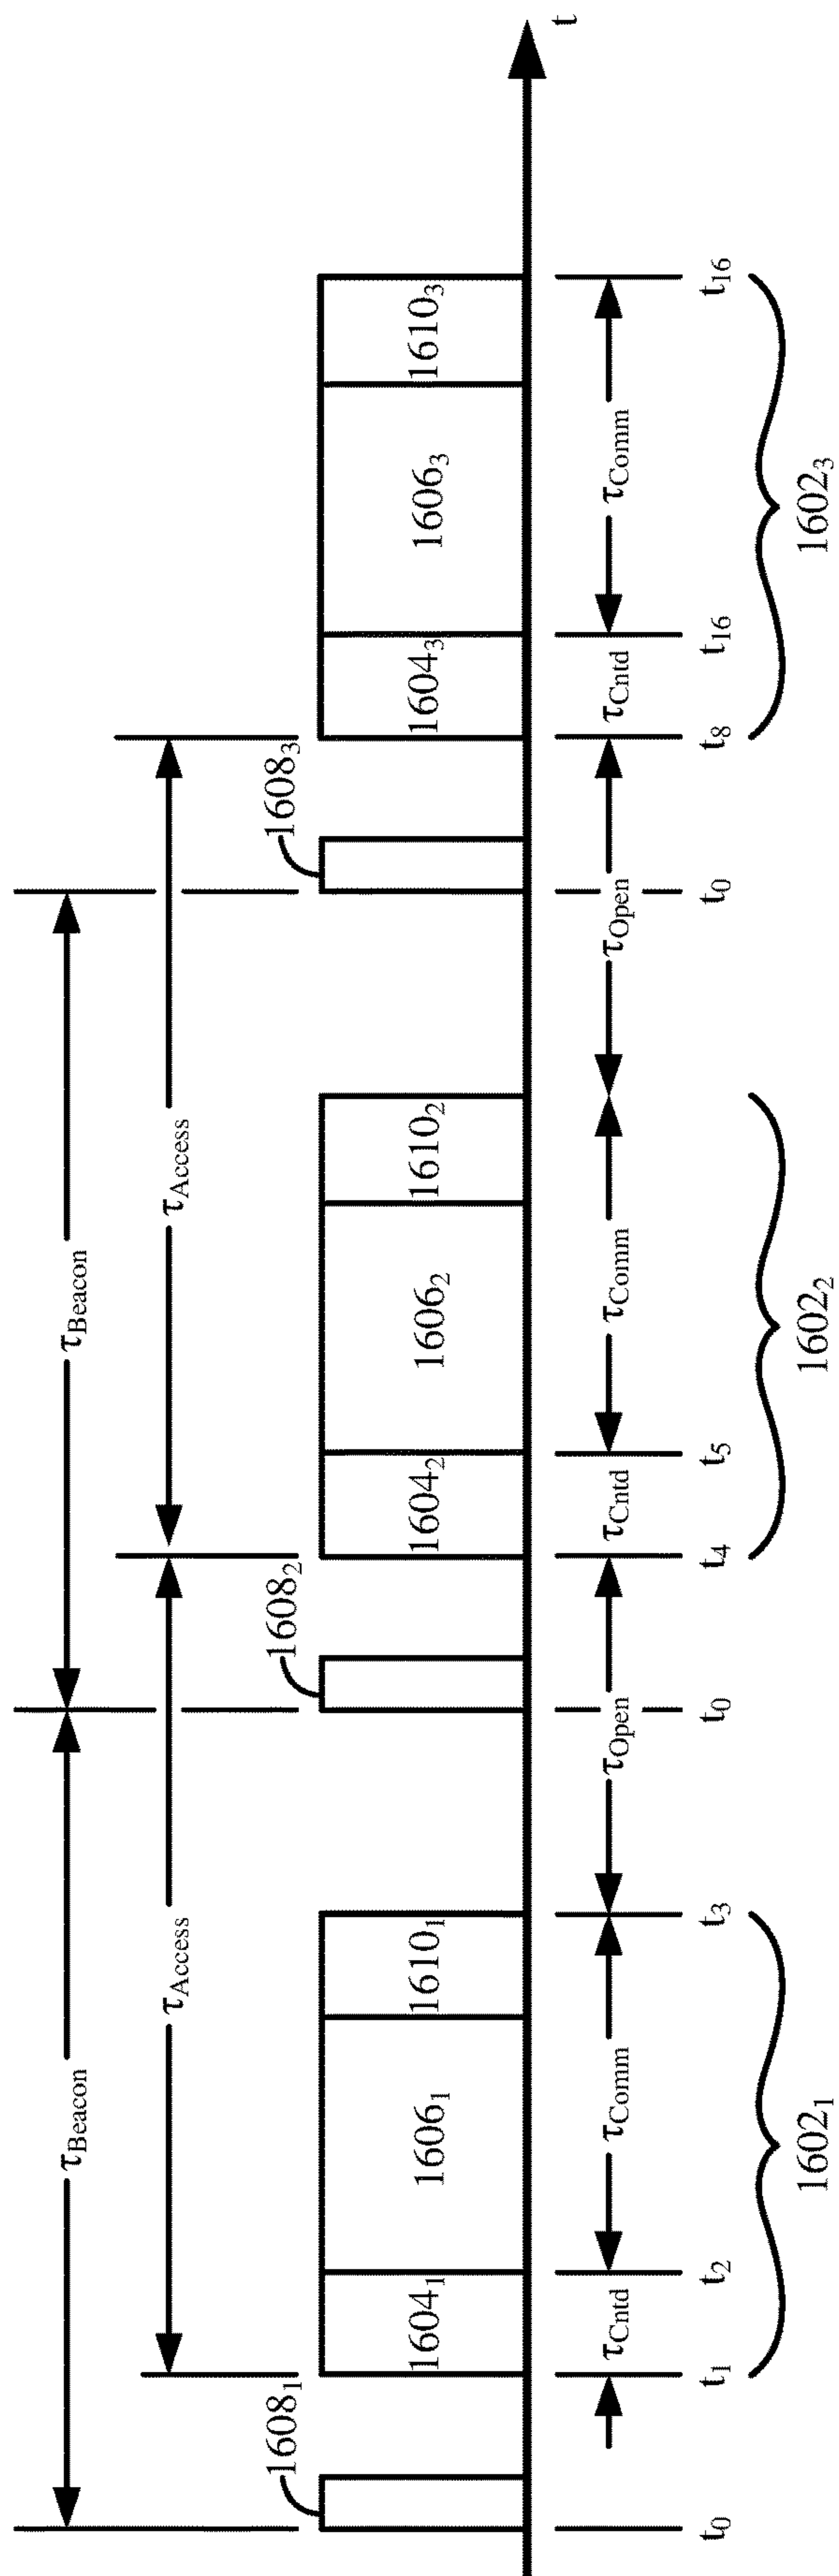 τBeacon τBeacon
τAccess τAccess
1608₁ 1608₂ 1608₃
1604₁ 1606₁ 1610₁ 1604₂ 1606₂ 1610₂ 1604₃ 1606₃ 1610₃
t
τCntd τComm τOpen τCntd τComm τOpen τCntd τComm
t₀ t₁ t₂ t₃ t₀ t₄ t₅ t₀ t₈ t₁₆ t₁₆
1602₁ 1602₂ 1602₃